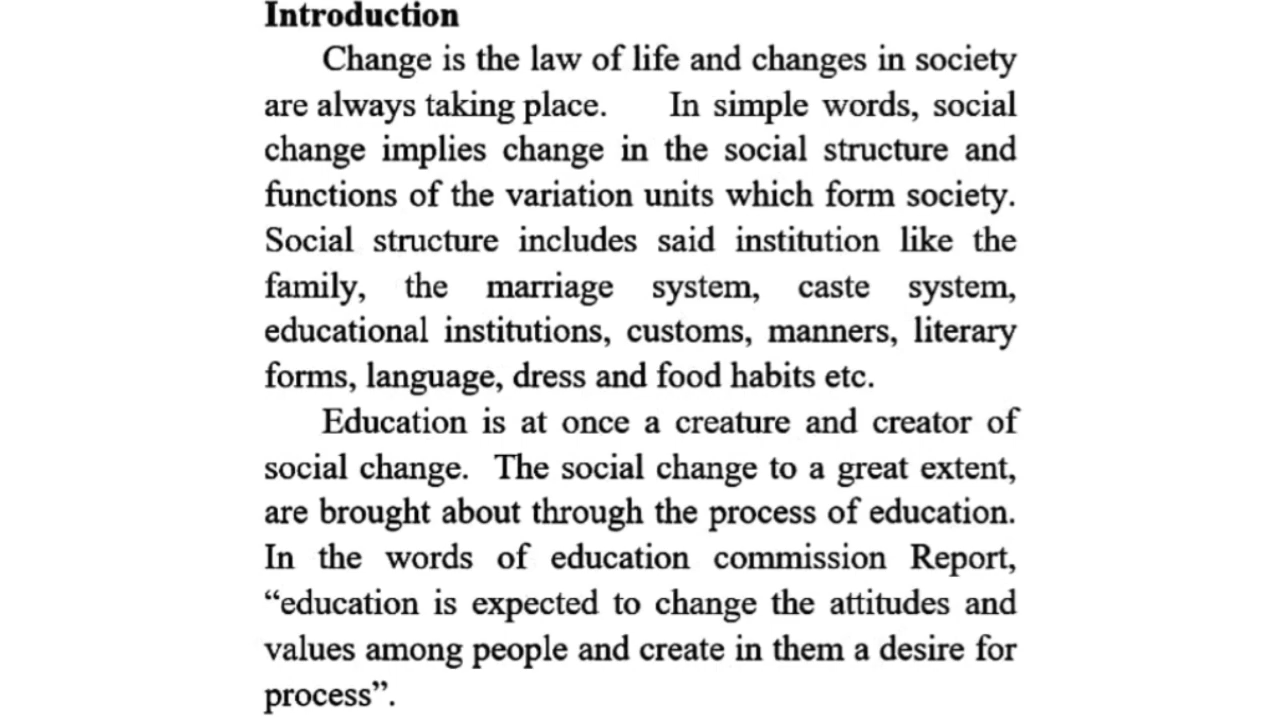 Introduction
Change is the law of life and changes in society
are always taking place. In simple words, social
change implies change in the social structure and
functions of the variation units which form society.
Social structure includes said institution like the
family, the marriage system, caste system,
educational institutions, customs, manners, literary
forms, language, dress and food habits etc.
Education is at once a creature and creator of
social change. The social change to a great extent,
are brought about through the process of education.
In the words of education commission Report,
“education is expected to change the attitudes and
values among people and create in them a desire for
process”.